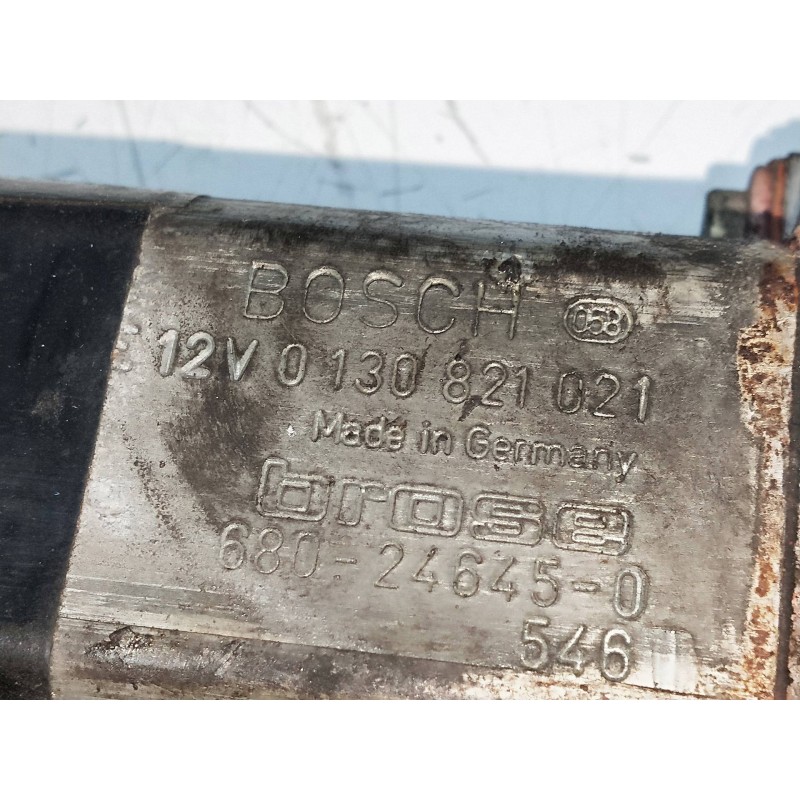 BOSCH 058
E 12V 0 130 821 021
Made in Germany
brose
680-24645-0
546